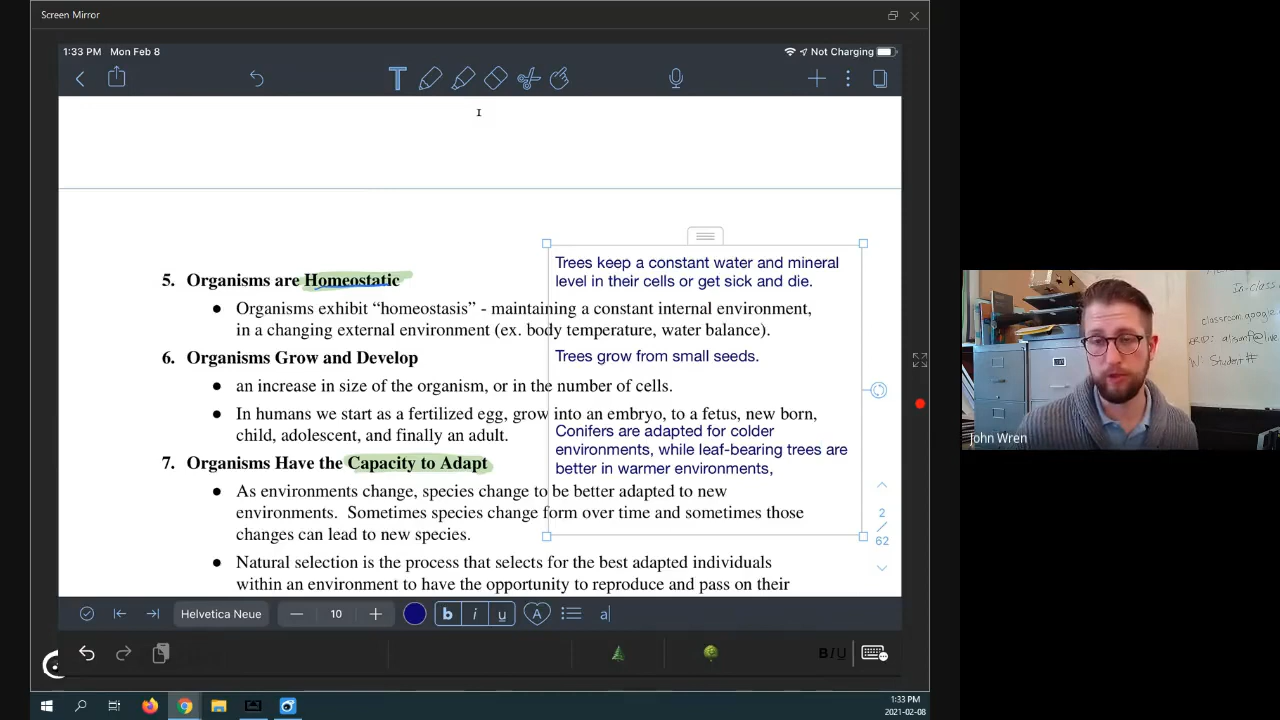 Screen Mirror
1:33 PM Mon Feb 8
Not Charging
T
Trees keep a constant water and mineral
level in their cells or get sick and die.
5. Organisms are Homeostatic
● Organisms exhibit “homeostasis” - maintaining a constant internal environment,
in a changing external environment (ex. body temperature, water balance).
6. Organisms Grow and Develop
Trees grow from small seeds.
● an increase in size of the organism, or in the number of cells.
● In humans we start as a fertilized egg, grow into an embryo, to a fetus, new born,
child, adolescent, and finally an adult.
Conifers are adapted for colder
environments, while leaf-bearing trees are
better in warmer environments,
7. Organisms Have the Capacity to Adapt
● As environments change, species change to be better adapted to new
environments. Sometimes species change form over time and sometimes those
changes can lead to new species.
● Natural selection is the process that selects for the best adapted individuals
within an environment to have the opportunity to reproduce and pass on their
2
/
62
Helvetica Neue
10
b i u A a
B I U
1:33 PM
2021-02-08
In-class
classroom.google
John Wren